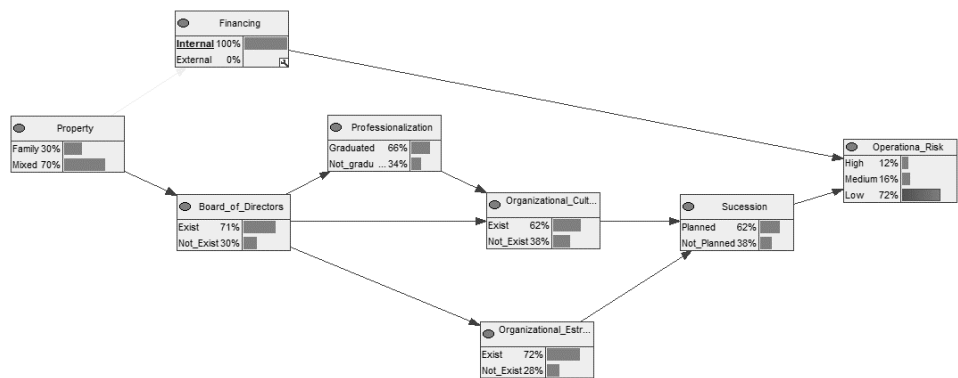 Financing
Internal 100%
External 0%
Property
Family 30%
Mixed 70%
Professionalization
Graduated 66%
Not_gradu ... 34%
Operationa_Risk
High 12%
Medium 16%
Low 72%
Board_of_Directors
Exist 71%
Not_Exist 30%
Organizational_Cult...
Exist 62%
Not_Exist 38%
Sucession
Planned 62%
Not_Planned 38%
Organizational_Estr...
Exist 72%
Not_Exist 28%